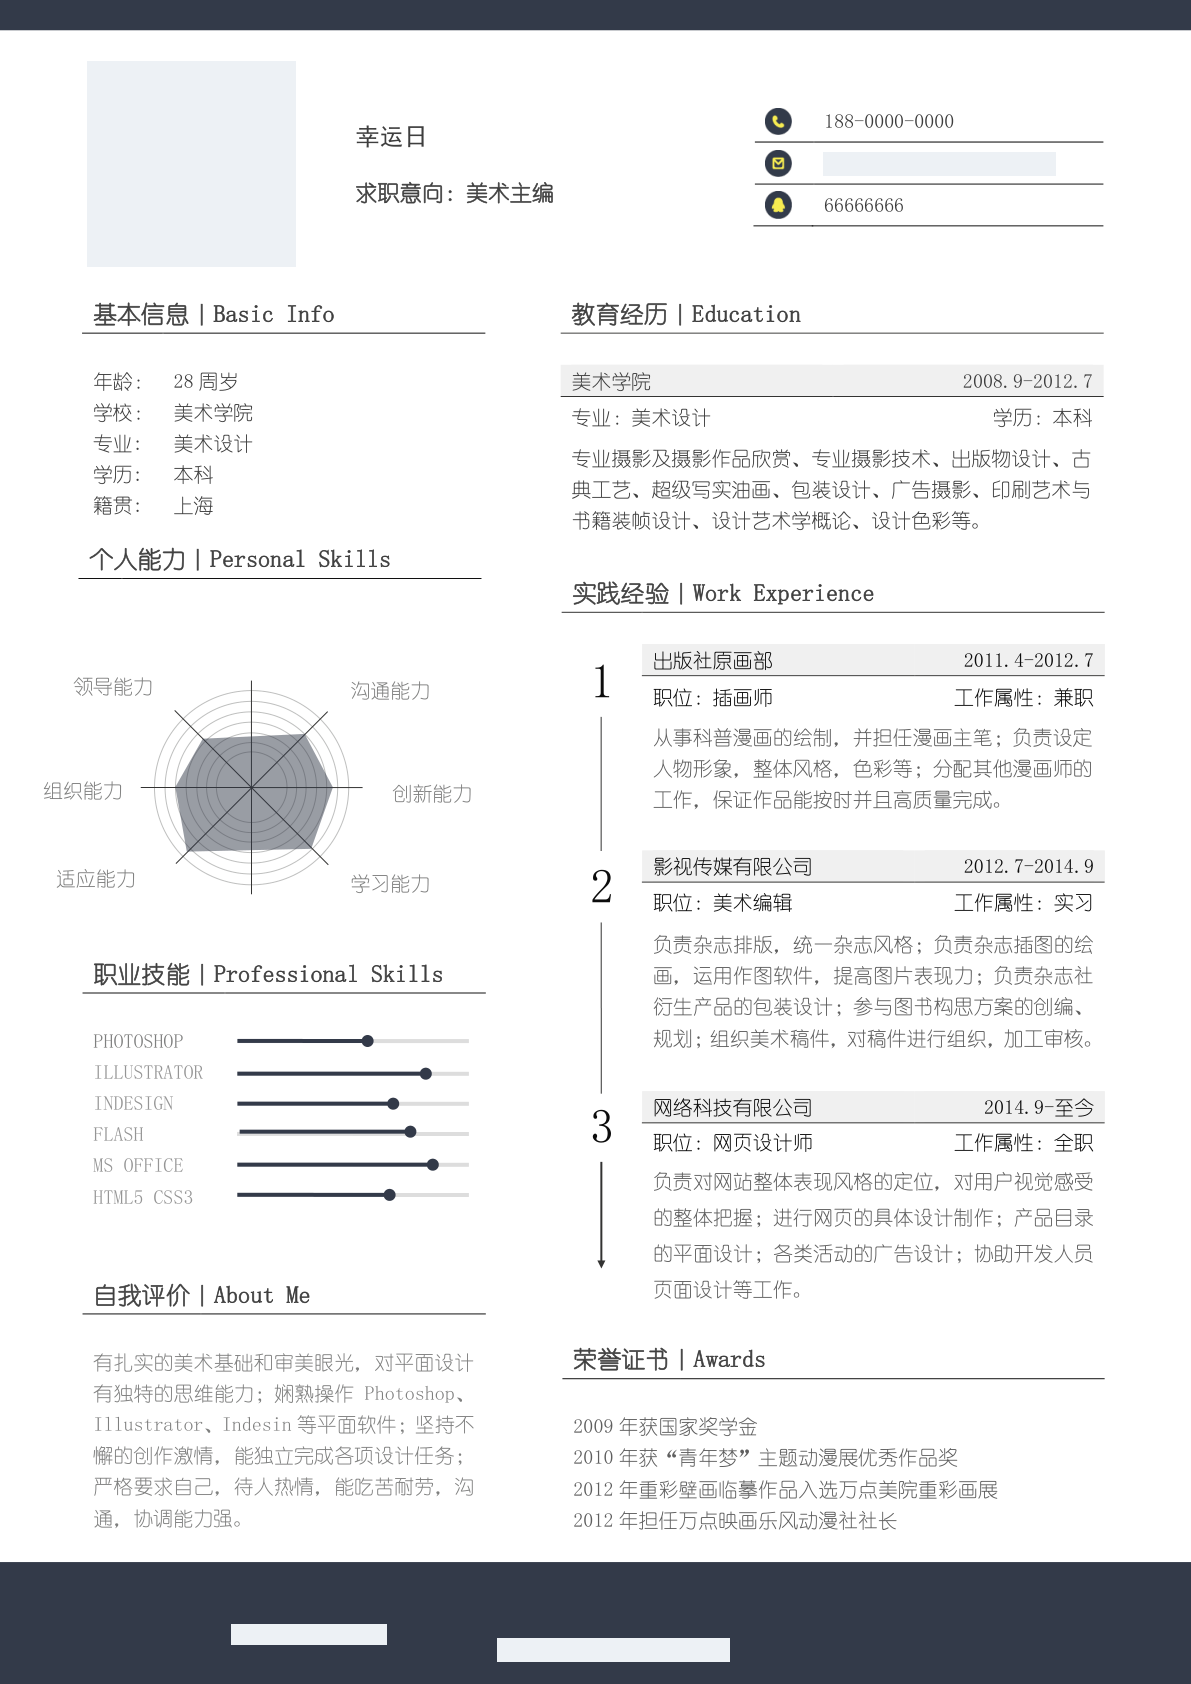 幸运日
求职意向：美术主编
188-0000-0000
66666666
基本信息|Basic Info
年龄： 28 周岁
学校： 美术学院
专业： 美术设计
学历： 本科
籍贯： 上海
个人能力|Personal Skills
领导能力
沟通能力
组织能力
创新能力
适应能力
学习能力
职业技能|Professional Skills
PHOTOSHOP
ILLUSTRATOR
INDESIGN
FLASH
MS OFFICE
HTML5 CSS3
自我评价|About Me
有扎实的美术基础和审美眼光，对平面设计
有独特的思维能力；娴熟操作 Photoshop、
Illustrator、Indesin 等平面软件；坚持不
懈的创作激情，能独立完成各项设计任务；
严格要求自己，待人热情，能吃苦耐劳，沟
通，协调能力强。
教育经历|Education
美术学院 2008.9-2012.7
专业：美术设计 学历：本科
专业摄影及摄影作品欣赏、专业摄影技术、出版物设计、古
典工艺、超级写实油画、包装设计、广告摄影、印刷艺术与
书籍装帧设计、设计艺术学概论、设计色彩等。
实践经验|Work Experience
1
出版社原画部 2011.4-2012.7
职位：插画师 工作属性：兼职
从事科普漫画的绘制，并担任漫画主笔；负责设定
人物形象，整体风格，色彩等；分配其他漫画师的
工作，保证作品能按时并且高质量完成。
2
影视传媒有限公司 2012.7-2014.9
职位：美术编辑 工作属性：实习
负责杂志排版，统一杂志风格；负责杂志插图的绘
画，运用作图软件，提高图片表现力；负责杂志社
衍生产品的包装设计；参与图书构思方案的创编、
规划；组织美术稿件，对稿件进行组织，加工审核。
3
网络科技有限公司 2014.9-至今
职位：网页设计师 工作属性：全职
负责对网站整体表现风格的定位，对用户视觉感受
的整体把握；进行网页的具体设计制作；产品目录
的平面设计；各类活动的广告设计；协助开发人员
页面设计等工作。
荣誉证书|Awards
2009 年获国家奖学金
2010 年获“青年梦”主题动漫展优秀作品奖
2012 年重彩壁画临摹作品入选万点美院重彩画展
2012 年担任万点映画乐风动漫社社长